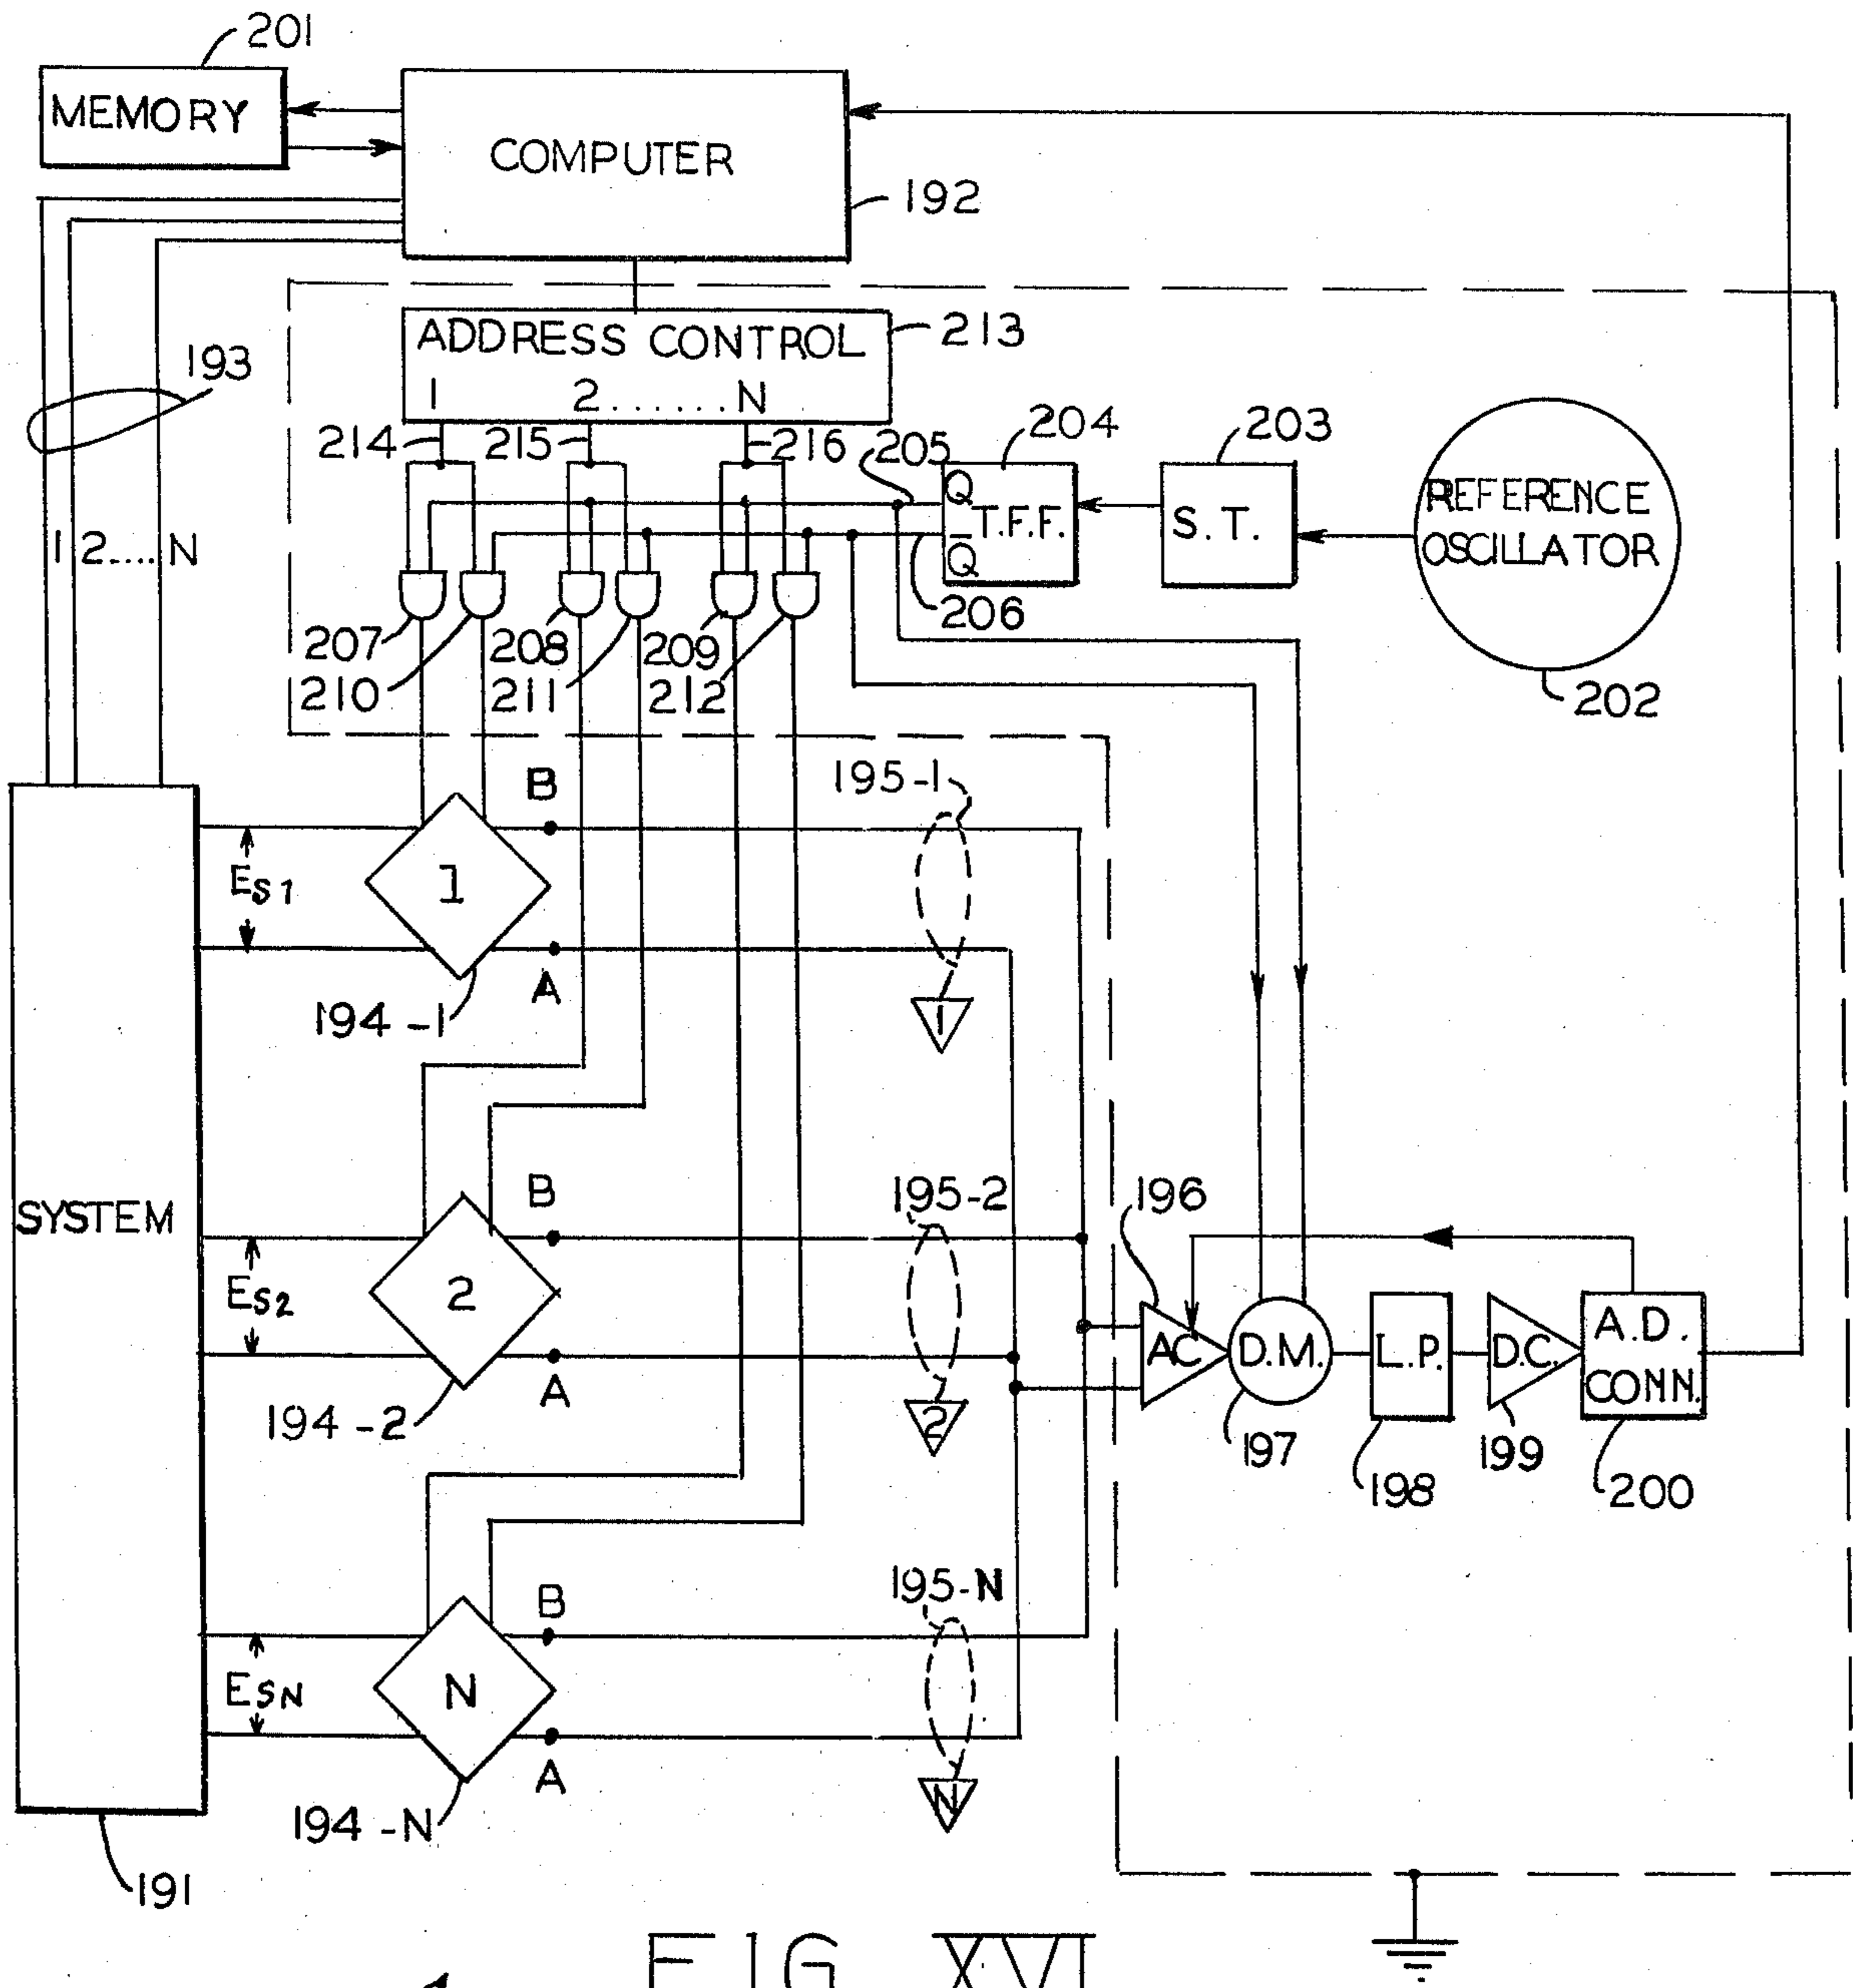 201
MEMORY
COMPUTER
192
193
1 2.... N
ADDRESS CONTROL
1 2......N
213
214
215
216
205
204
203
Q
T.F.F.
Q̅
S.T.
REFERENCE
OSCILLATOR
206
202
207
208
209
210
211
212
195-1
B
ES1
1
A
194-1
1
SYSTEM
B
195-2
196
ES2
2
A
194-2
2
AC
D.M.
L.P.
D.C.
A.D.
CONN.
197
198
199
200
195-N
B
ESN
N
A
194-N
N
191
FIG XVI